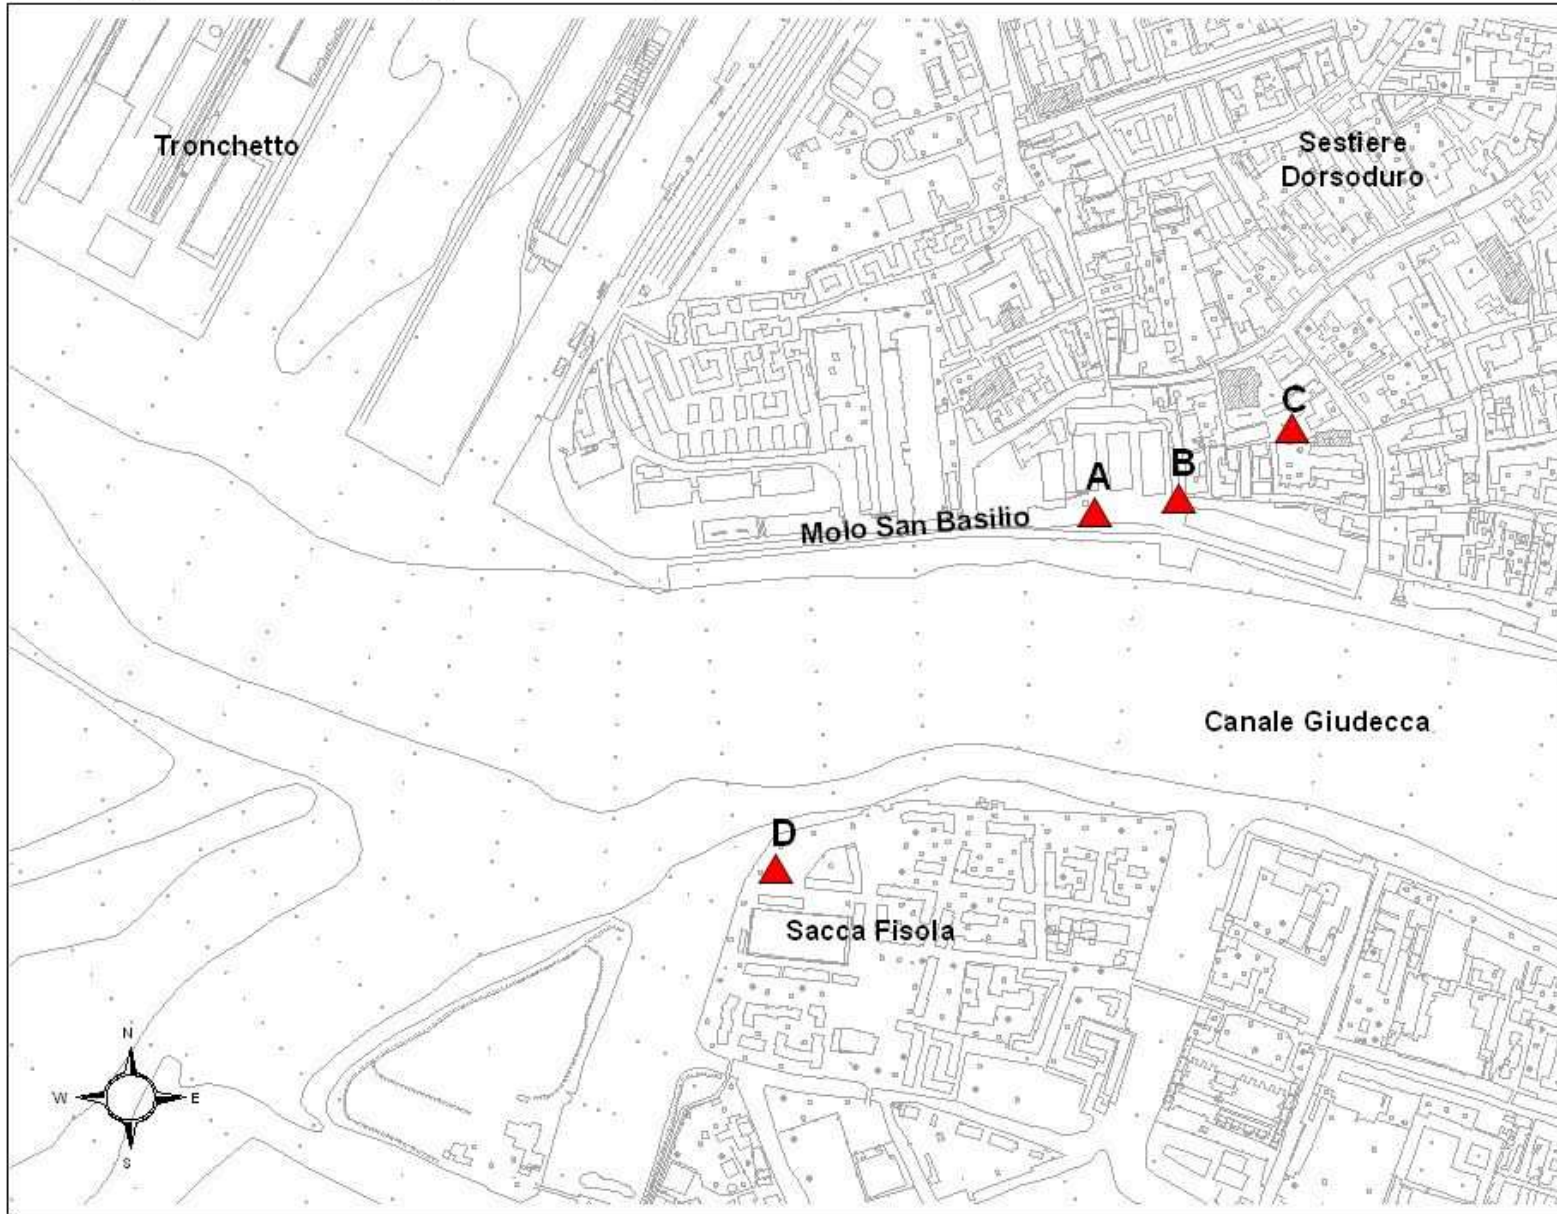 Tronchetto
Sestiere
Dorsoduro
C
B
A
Molo San Basilio
Canale Giudecca
D
Sacca Fisola
N
W
E
S